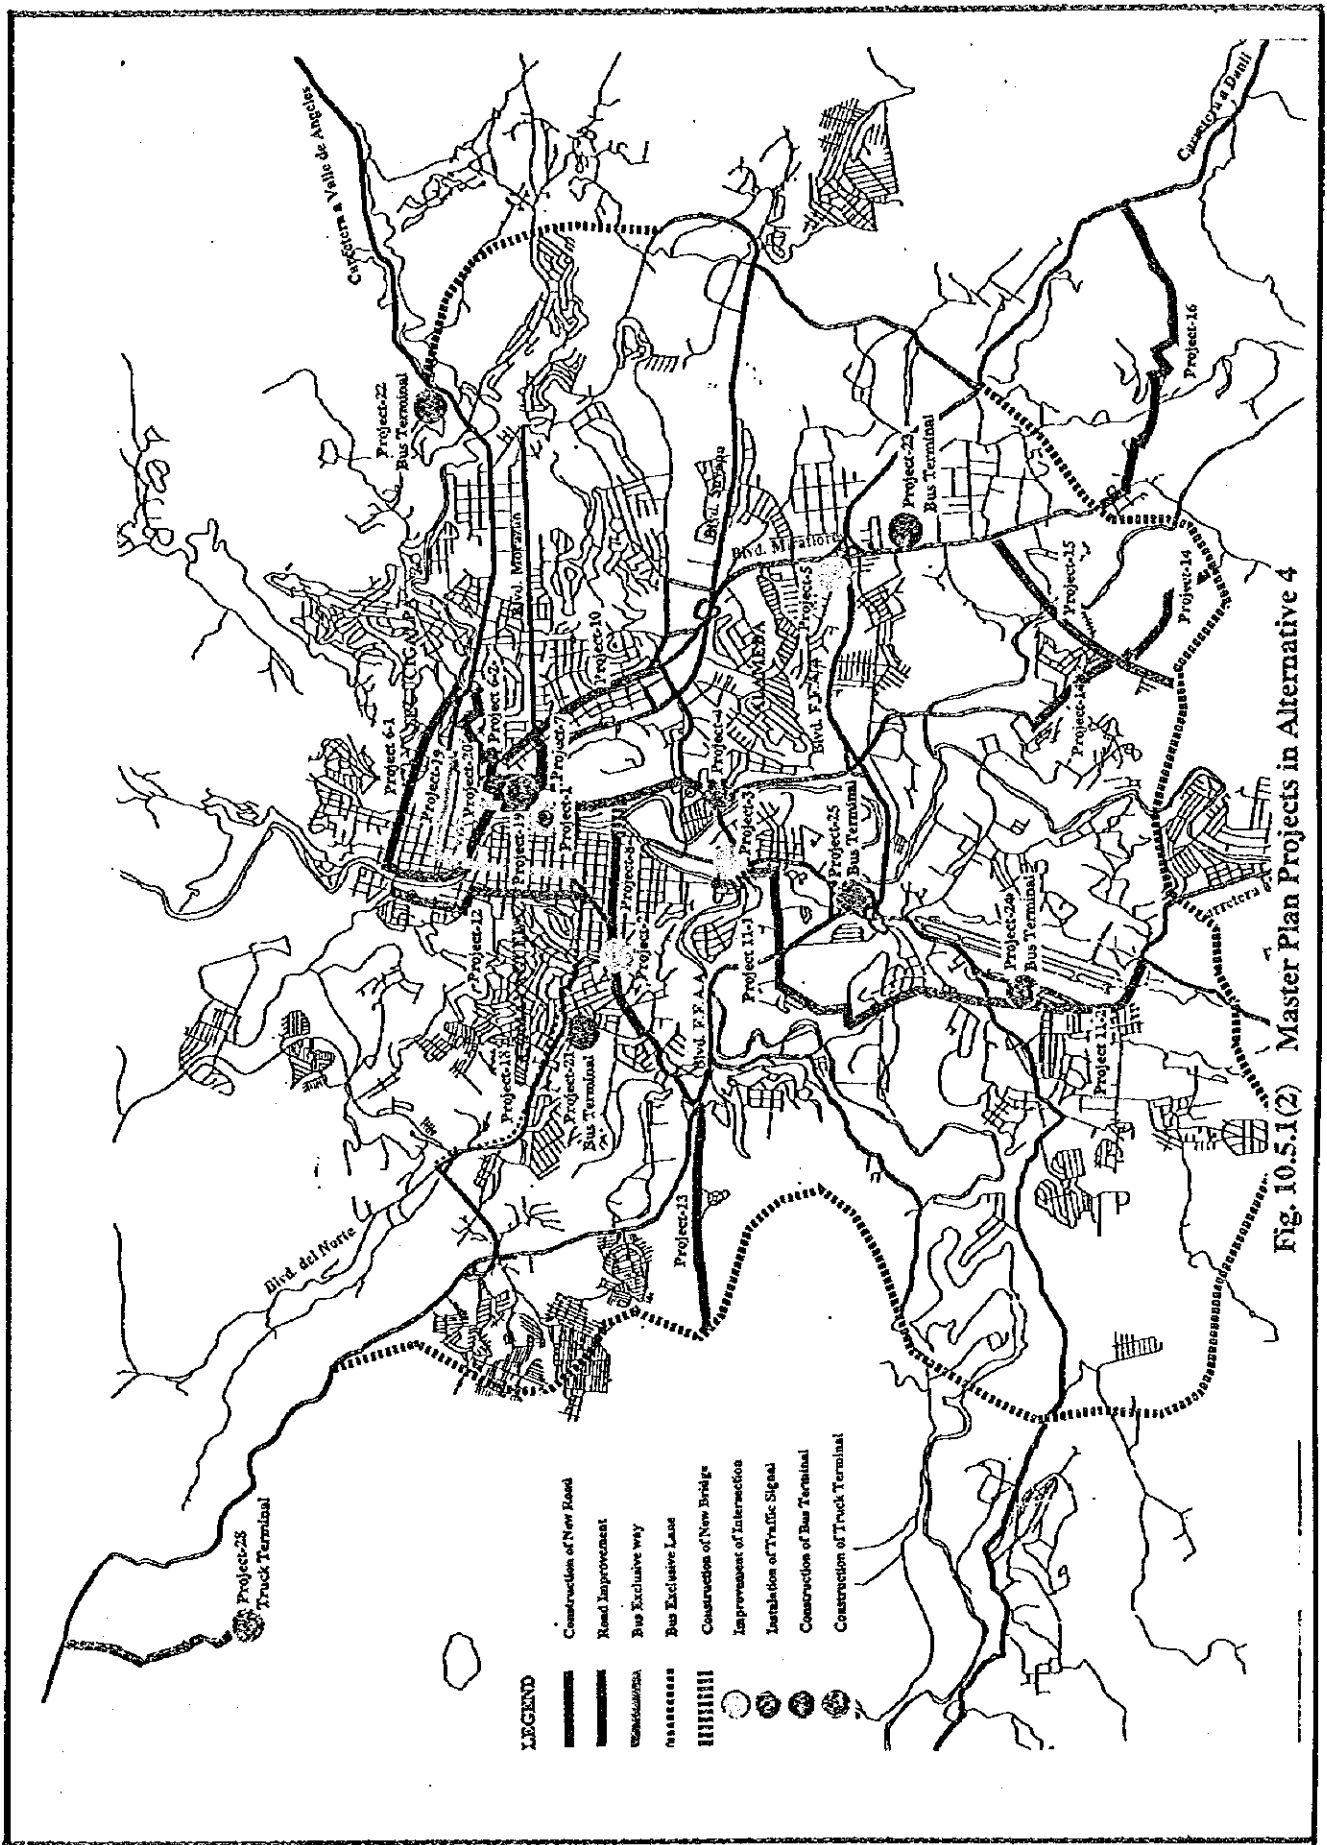 Carretera a Valle de Angeles
Carretera a Danli
Project-22
Bus Terminal
Project-16
Project-23
Bus Terminal
Blvd. Morazan
Blvd. Suyapa
Blvd. Miraflores
Project-15
Project-14
Project-5
Project-10
ALAMEDA
Blvd. F.F.A.A
Project 6-1
Project-19
Project-20
Project 6-2
Project-7
Project-1
Project-19
Project-4
Project-3
Project-25
Bus Terminal
Project-12
Project-2
Project 11-1
Project-24
Bus Terminal
Project-18
Project-21
Bus Terminal
Blvd. F.F.A.A
Project 11-2
Project-13
Blvd. del Norte
Project-28
Truck Terminal
LEGEND
Construction of New Road
Road Improvement
Bus Exclusive way
Bus Exclusive Lane
Construction of New Bridge
Improvement of Intersection
Instalation of Traffic Signal
Construction of Bus Terminal
Construction of Truck Terminal
Fig. 10.5.1(2) Master Plan Projects in Alternative 4